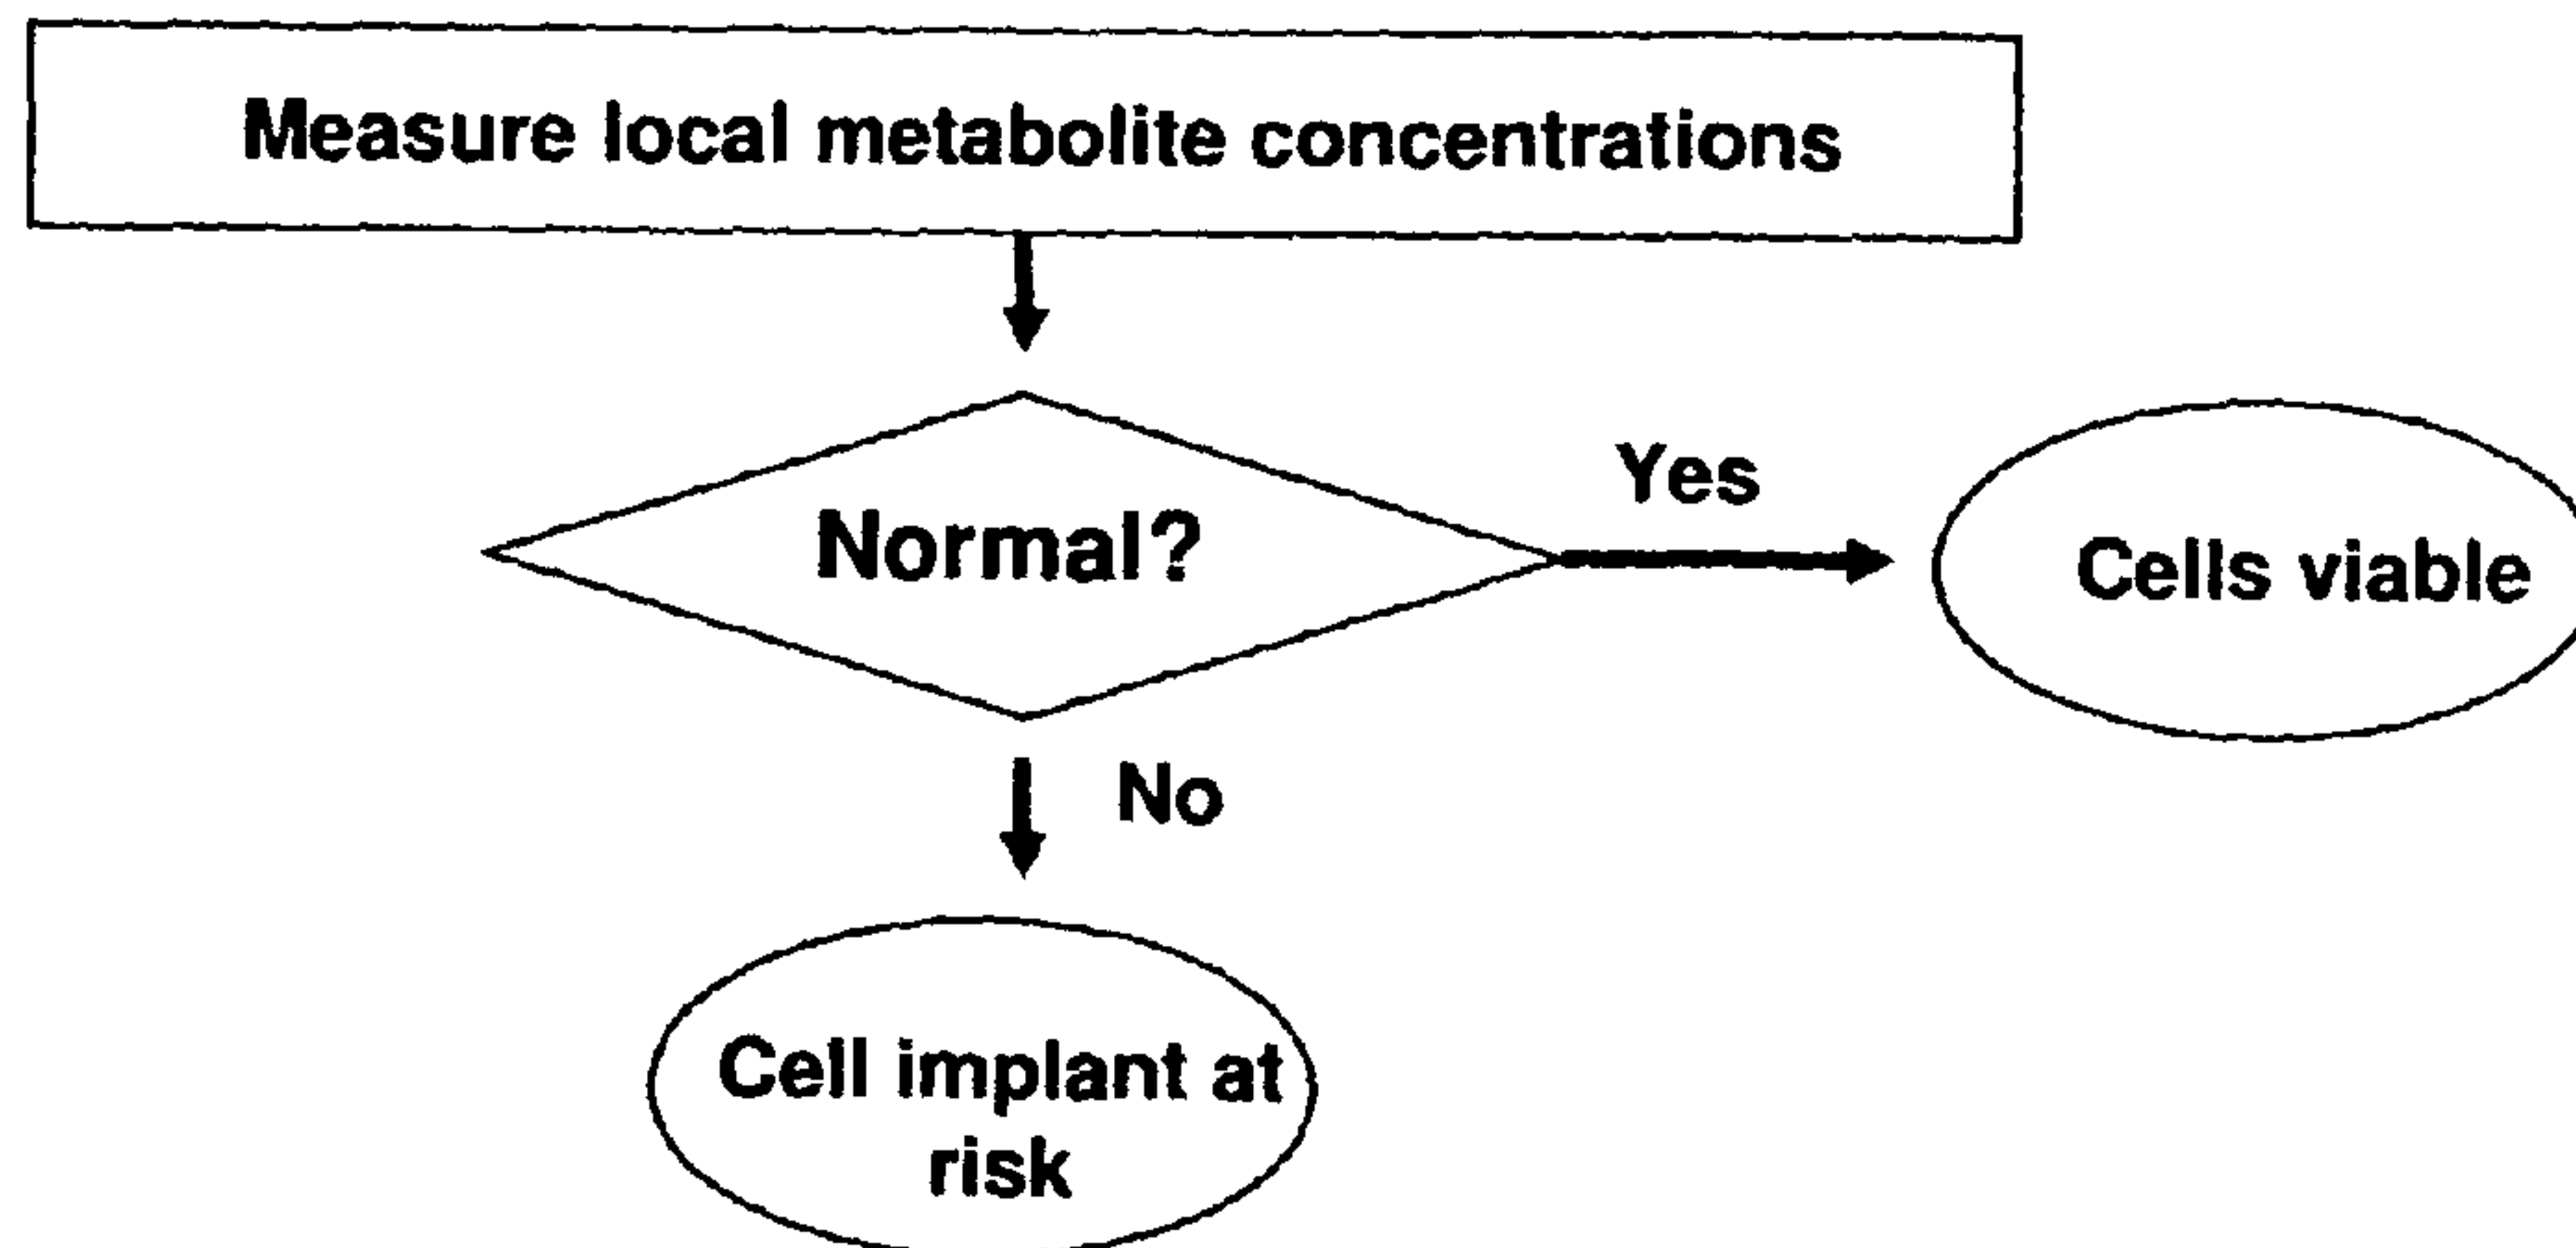 Measure local metabolite concentrations
Normal?
Yes
Cells viable
No
Cell implant at
risk